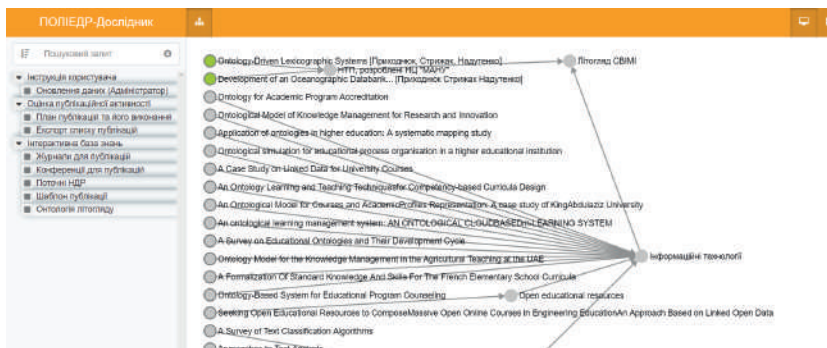 ПОЛІЕДР-Дослідник
Пошуковий запит
Інструкція користувача
Оновлення даних (Адміністратор)
Оцінка публікаційної активності
План публікацій та його виконання
Експорт списку публікацій
Інтерактивна база знань
Журнали для публікацій
Конференції для публікацій
Поточні НДР
Шаблон публікації
Онтологія літогляду
Ontology-Driven Lexicographic Systems [Приходнюк, Стрижак, Надутенко]
Літогляд СВІМІ
НТП, розроблені НЦ "МАНУ"
Development of an Oceanographic Databank... [Приходнюк Стрижак Надутенко]
Ontology for Academic Program Accreditation
Ontological Model of Knowledge Management for Research and Innovation
Application of ontologies in higher education: A systematic mapping study
Ontological simulation for educational process organisation in a higher educational institution
A Case Study on Linked Data for University Courses
An Ontology Learning and Teaching Techniquesfor Competency-based Curricula Design
An Ontological Model for Courses and AcademicProfiles Representation: A case study of KingAbdulaziz University
An ontological learning management system: AN ONTOLOGICAL CLOUDBASED LEARNING SYSTEM
A Survey on Educational Ontologies and Their Development Cycle
Ontology Model for the Knowledge Management in the Agricultural Teaching at the UAE
Інформаційні технології
A Formalization Of Standard Knowledge And Skills For The French Elementary School Curricula
Ontology-Based System for Educational Program Counseling
Open educational resources
Seeking Open Educational Resources to ComposeMassive Open Online Courses in Engineering EducationAn Approach Based on Linked Open Data
A Survey of Text Classification Algorithms